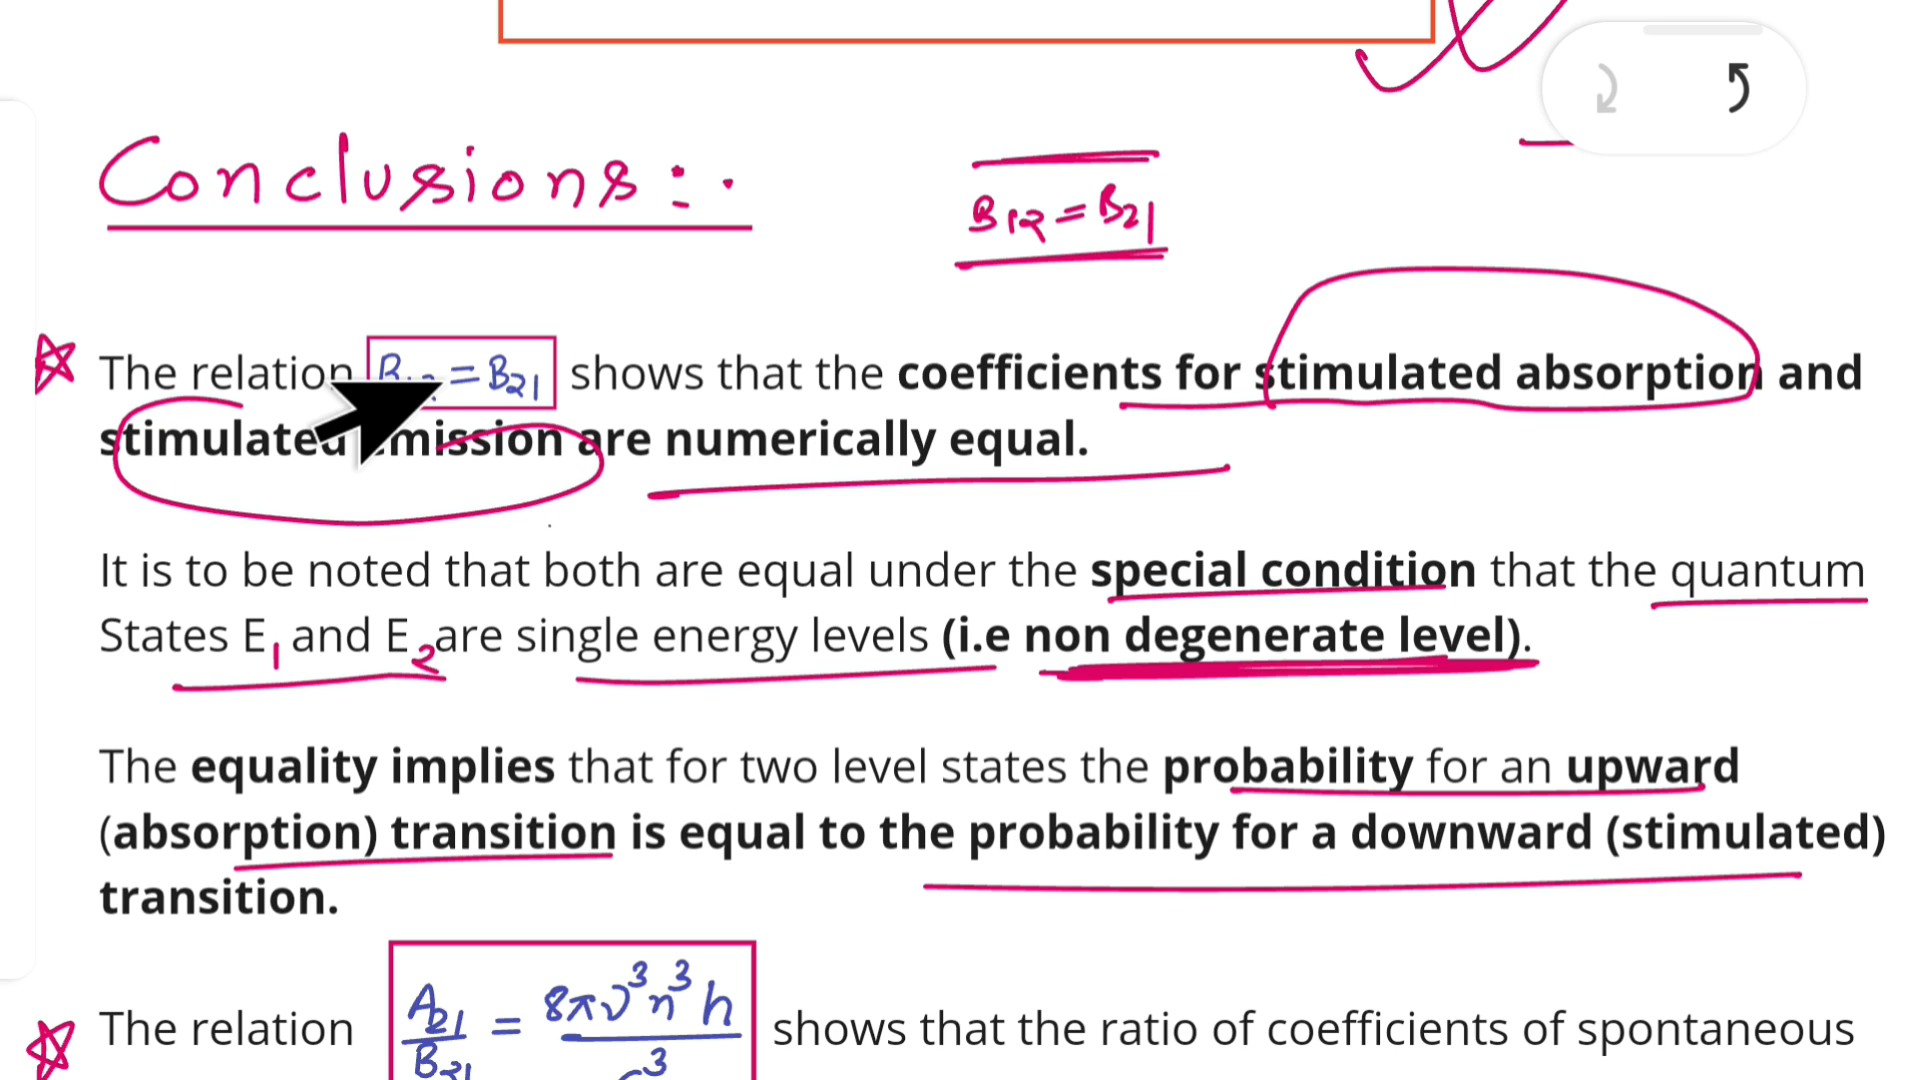 Conclusions:
B12 = B21
The relation = B21 shows that the coefficients for stimulated absorption and
stimulated are numerically equal.
It is to be noted that both are equal under the special condition that the quantum
States E1 and E2 are single energy levels (i.e non degenerate level).
The equality implies that for two level states the probability for an upward
(absorption) transition is equal to the probability for a downward (stimulated)
transition.
The relation A21/B21 = 8πν³n³h/c³ shows that the ratio of coefficients of spontaneous